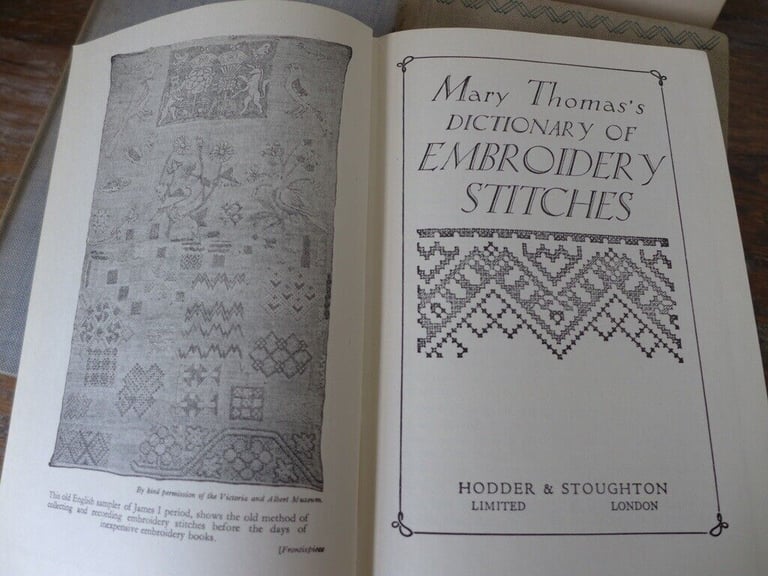 By kind permission of the Victoria and Albert Museum.
This old English sampler of James I period, shows the old method of
collecting and recording embroidery stitches before the days of
inexpensive embroidery books.
[Frontispiece
Mary Thomas's
DICTIONARY OF
EMBROIDERY
STITCHES
HODDER & STOUGHTON
LIMITED LONDON